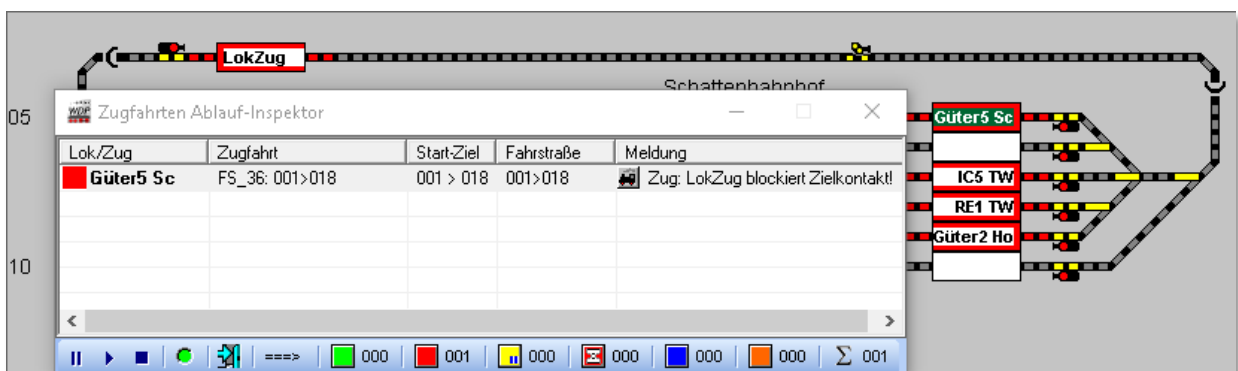 LokZug
Schattenbahnhof
05
WDP Zugfahrten Ablauf-Inspektor
Güter5 Sc
Lok/Zug Zugfahrt Start-Ziel Fahrstraße Meldung
Güter5 Sc FS_36: 001>018 001 > 018 001>018 Zug: LokZug blockiert Zielkontakt!
IC5 TW
RE1 TW
Güter2 Ho
10
===> 000 001 000 000 000 000 Σ 001